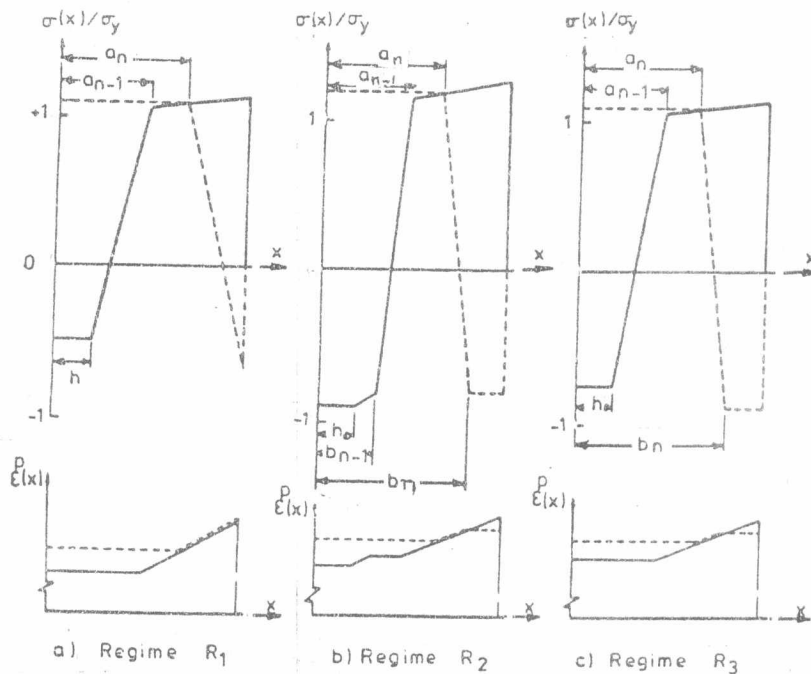 σ(x)/σy
an
an-1
+1
0
x
h
-1
p
ε(x)
x
a) Regime R1
σ(x)/σy
an
an-1
1
x
h0
bn-1
-1
bn
p
ε(x)
x
b) Regime R2
σ(x)/σy
an
an-1
1
x
h
-1
bn
p
ε(x)
x
c) Regime R3